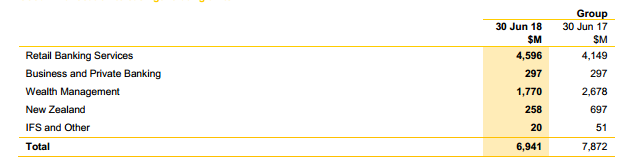 Group
30 Jun 18 30 Jun 17
$M $M
Retail Banking Services 4,596 4,149
Business and Private Banking 297 297
Wealth Management 1,770 2,678
New Zealand 258 697
IFS and Other 20 51
Total 6,941 7,872